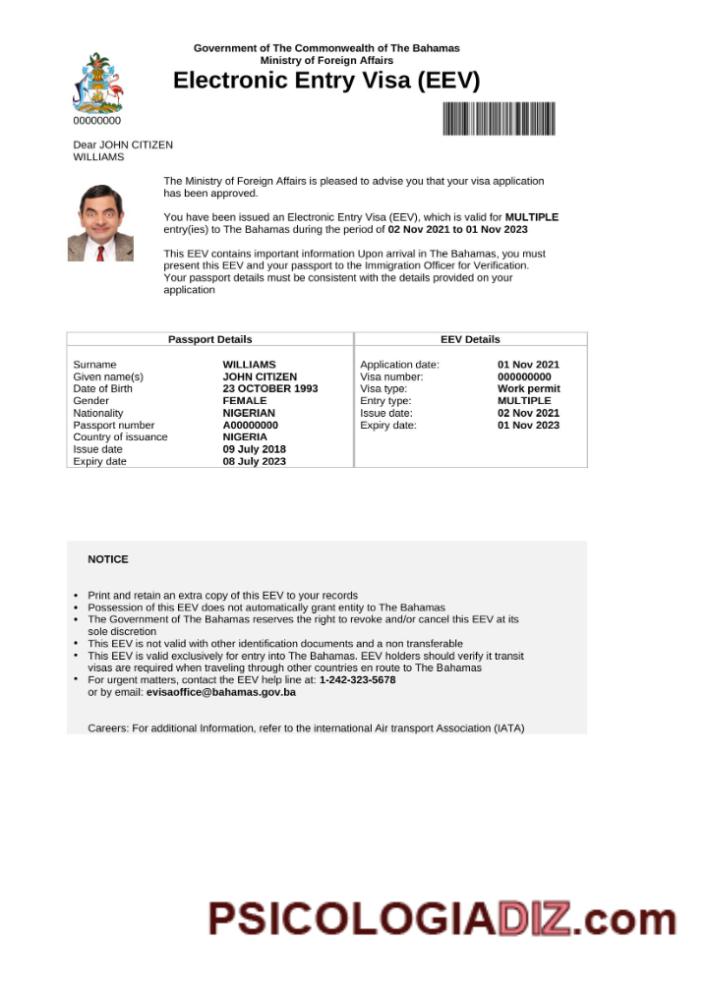 Government of The Commonwealth of The Bahamas
Ministry of Foreign Affairs
Electronic Entry Visa (EEV)
00000000
Dear JOHN CITIZEN
WILLIAMS
The Ministry of Foreign Affairs is pleased to advise you that your visa application
has been approved.
You have been issued an Electronic Entry Visa (EEV), which is valid for MULTIPLE
entry(ies) to The Bahamas during the period of 02 Nov 2021 to 01 Nov 2023
This EEV contains important information Upon arrival in The Bahamas, you must
present this EEV and your passport to the Immigration Officer for Verification.
Your passport details must be consistent with the details provided on your
application
Passport Details
Surname WILLIAMS
Given name(s) JOHN CITIZEN
Date of Birth 23 OCTOBER 1993
Gender FEMALE
Nationality NIGERIAN
Passport number A00000000
Country of issuance NIGERIA
Issue date 09 July 2018
Expiry date 08 July 2023
EEV Details
Application date: 01 Nov 2021
Visa number: 000000000
Visa type: Work permit
Entry type: MULTIPLE
Issue date: 02 Nov 2021
Expiry date: 01 Nov 2023
NOTICE
• Print and retain an extra copy of this EEV to your records
• Possession of this EEV does not automatically grant entity to The Bahamas
• The Government of The Bahamas reserves the right to revoke and/or cancel this EEV at its
sole discretion
• This EEV is not valid with other identification documents and a non transferable
• This EEV is valid exclusively for entry into The Bahamas. EEV holders should verify it transit
visas are required when traveling through other countries en route to The Bahamas
• For urgent matters, contact the EEV help line at: 1-242-323-5678
or by email: evisaoffice@bahamas.gov.ba
Careers: For additional Information, refer to the international Air transport Association (IATA)
PSICOLOGIADIZ.com